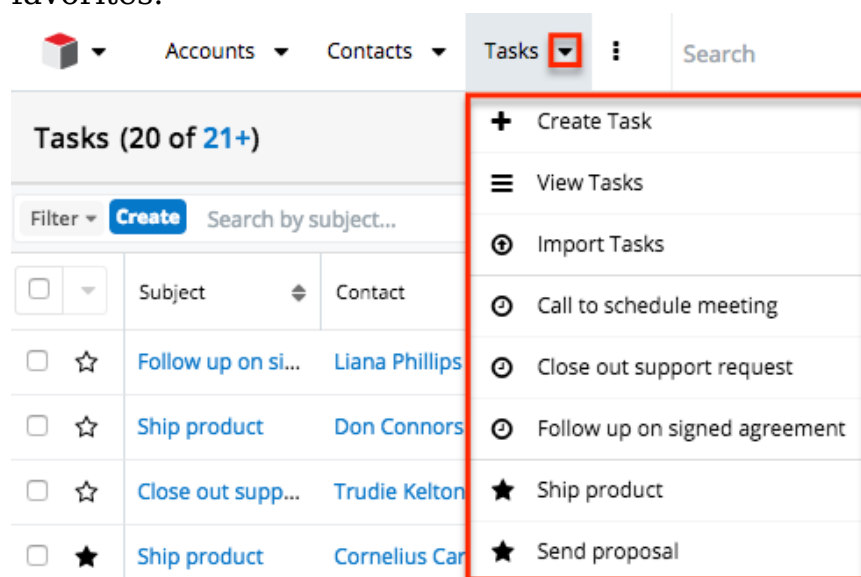 favorites.
Accounts Contacts Tasks Search
Tasks (20 of 21+)
Filter Create Search by subject...
Subject Contact
Follow up on si... Liana Phillips
Ship product Don Connors
Close out supp... Trudie Kelton
Ship product Cornelius Car
Create Task
View Tasks
Import Tasks
Call to schedule meeting
Close out support request
Follow up on signed agreement
Ship product
Send proposal